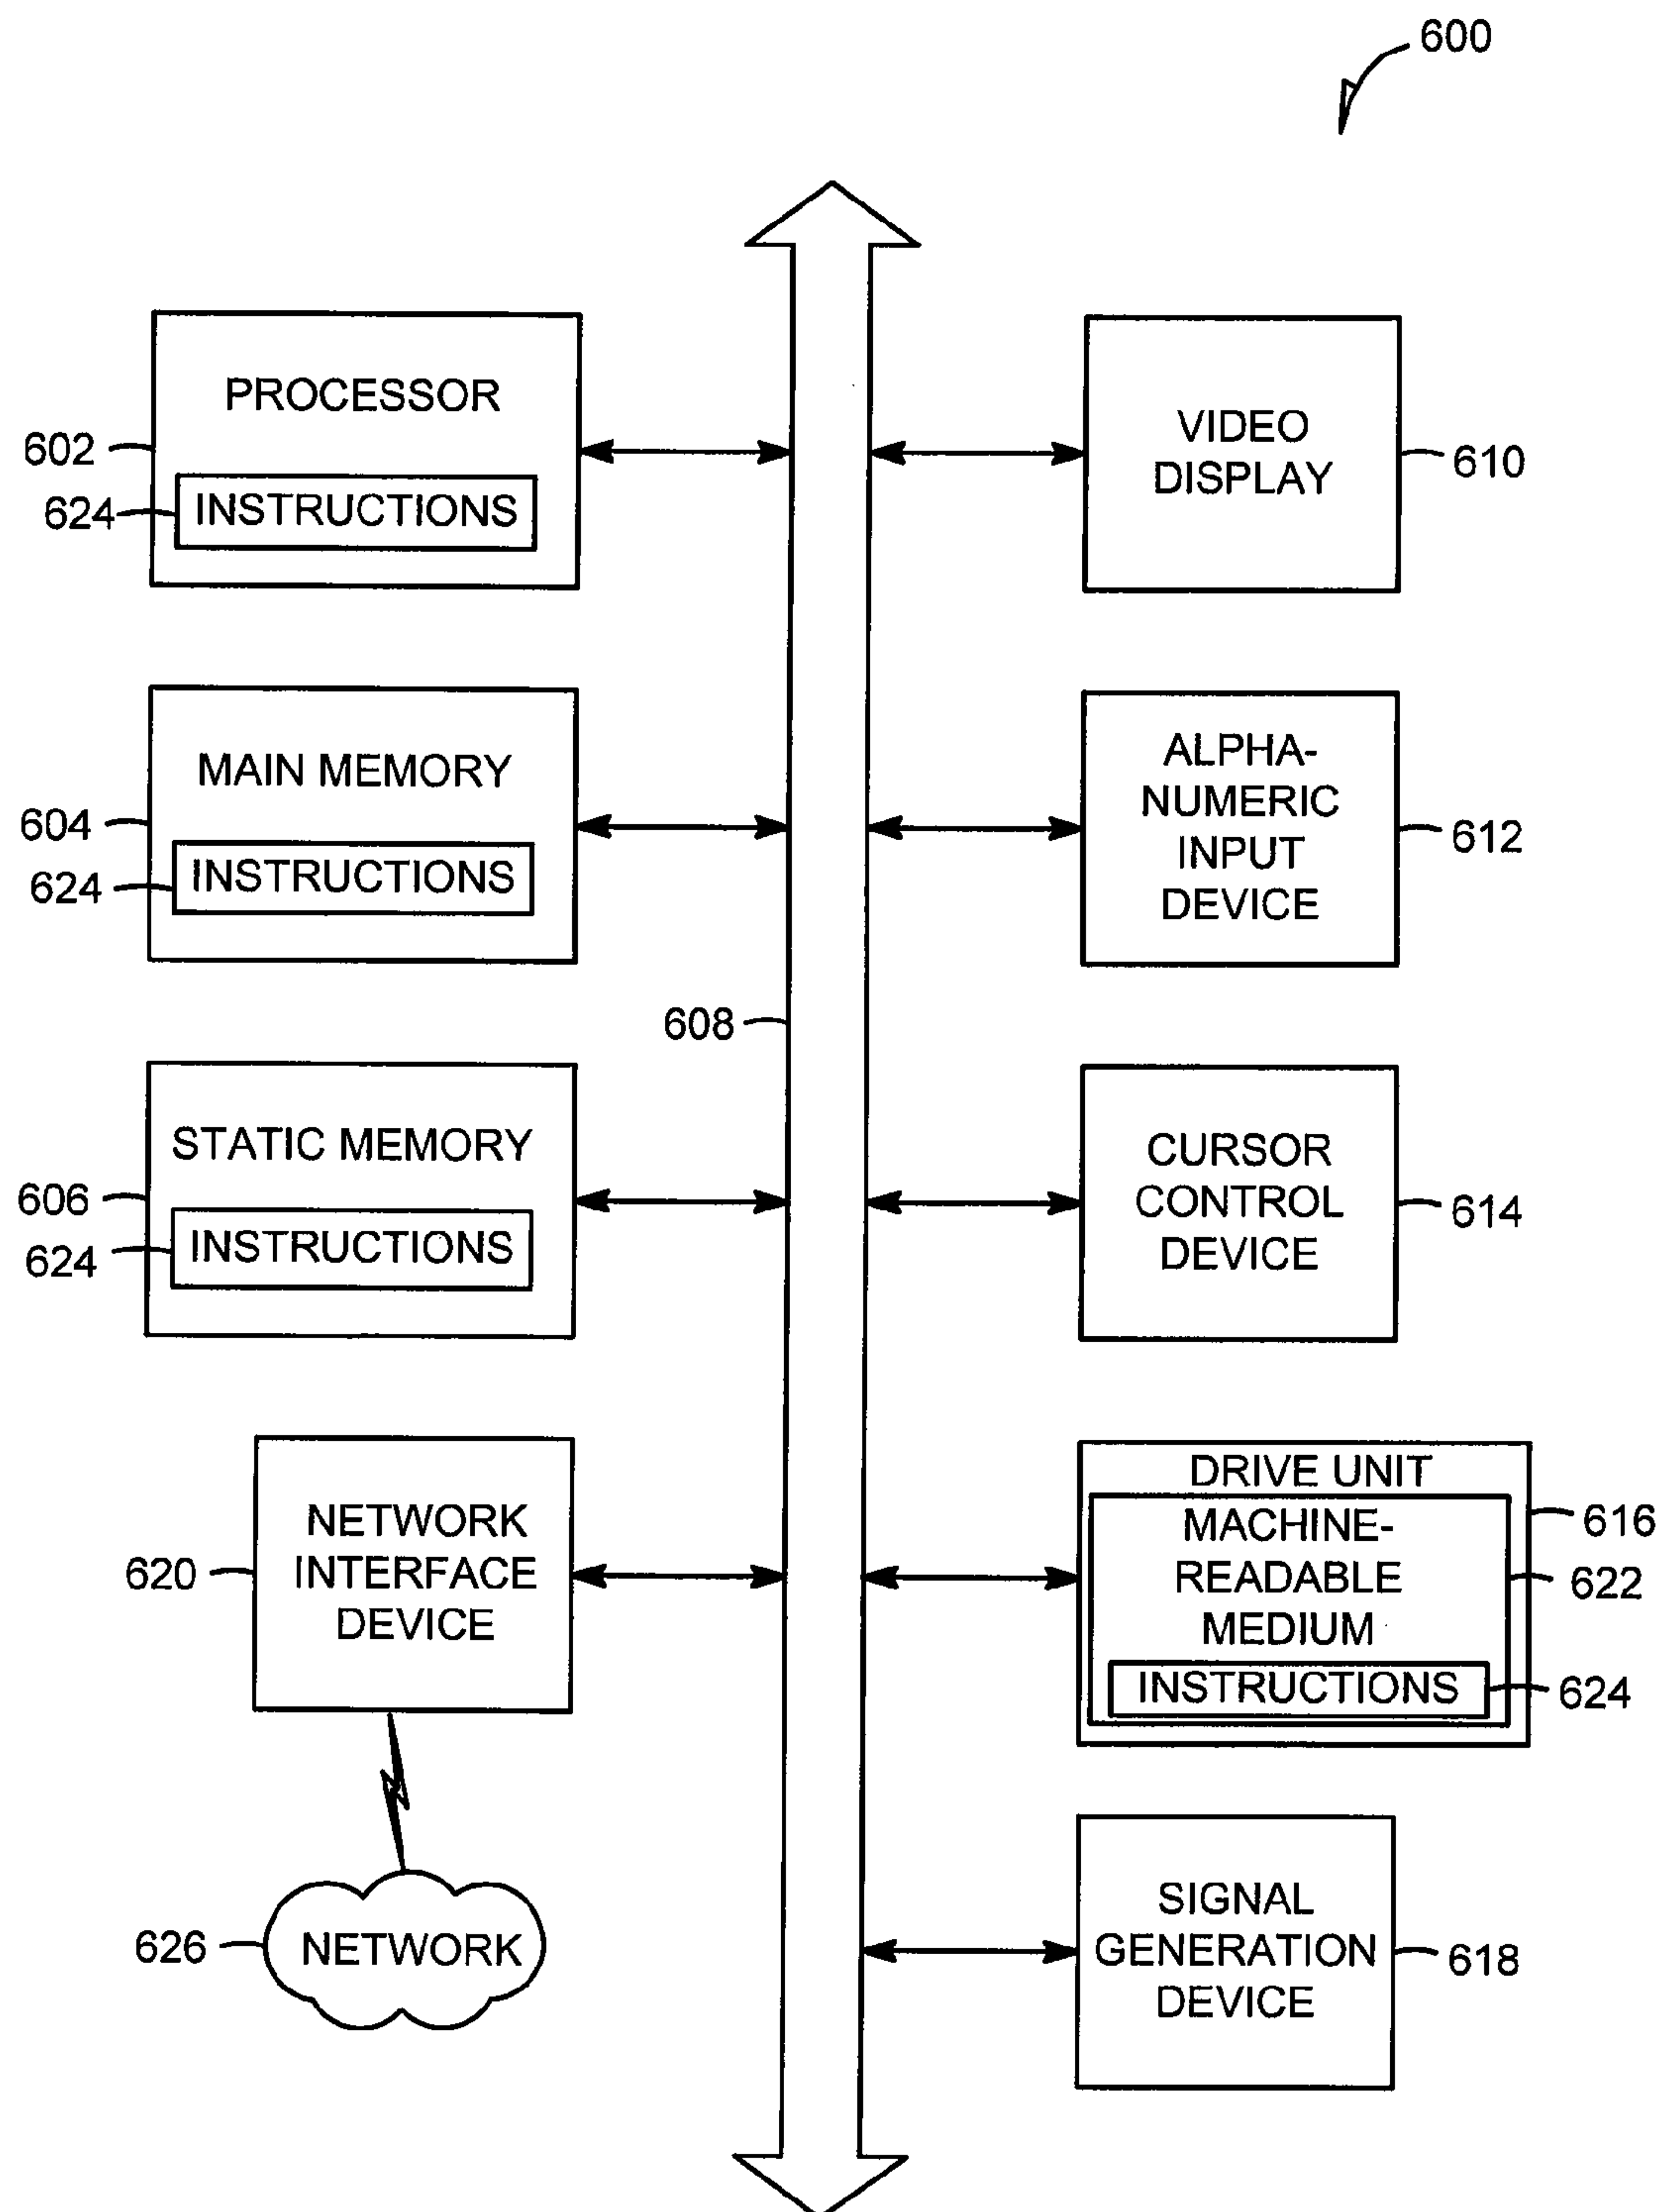 600
PROCESSOR
602
624
INSTRUCTIONS
VIDEO
DISPLAY
610
MAIN MEMORY
604
624
INSTRUCTIONS
ALPHA-
NUMERIC
INPUT
DEVICE
612
608
STATIC MEMORY
606
624
INSTRUCTIONS
CURSOR
CONTROL
DEVICE
614
NETWORK
INTERFACE
DEVICE
620
DRIVE UNIT
616
MACHINE-
READABLE
MEDIUM
622
INSTRUCTIONS
624
626
NETWORK
SIGNAL
GENERATION
DEVICE
618